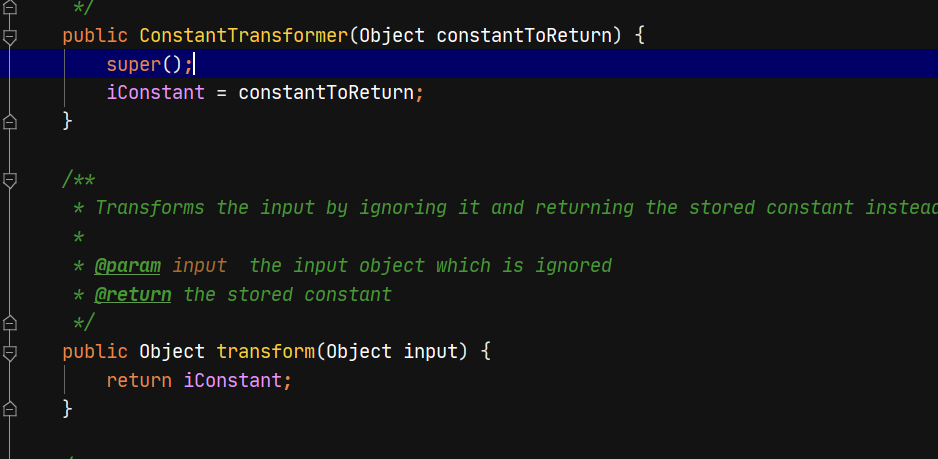 */
public ConstantTransformer(Object constantToReturn) {
super();
iConstant = constantToReturn;
}
/**
* Transforms the input by ignoring it and returning the stored constant instead
*
* @param input  the input object which is ignored
* @return the stored constant
*/
public Object transform(Object input) {
return iConstant;
}